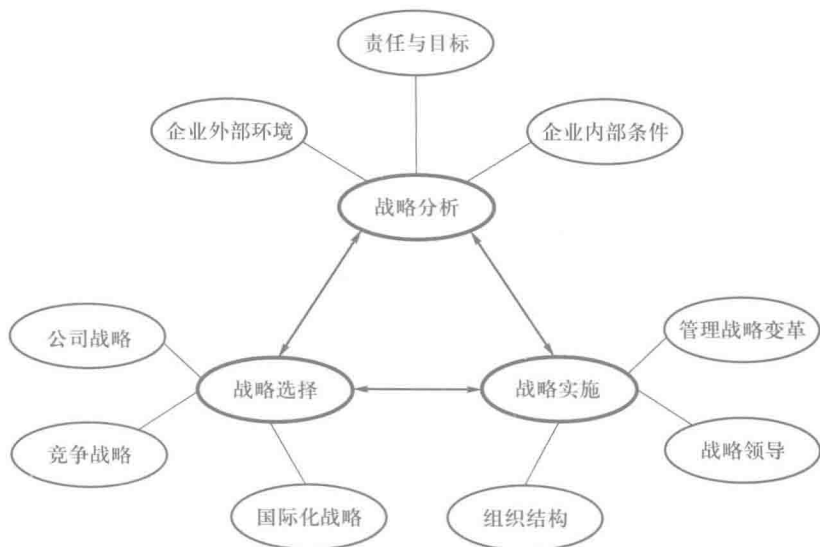 责任与目标
企业外部环境
企业内部条件
战略分析
公司战略
管理战略变革
战略选择
战略实施
竞争战略
战略领导
国际化战略
组织结构